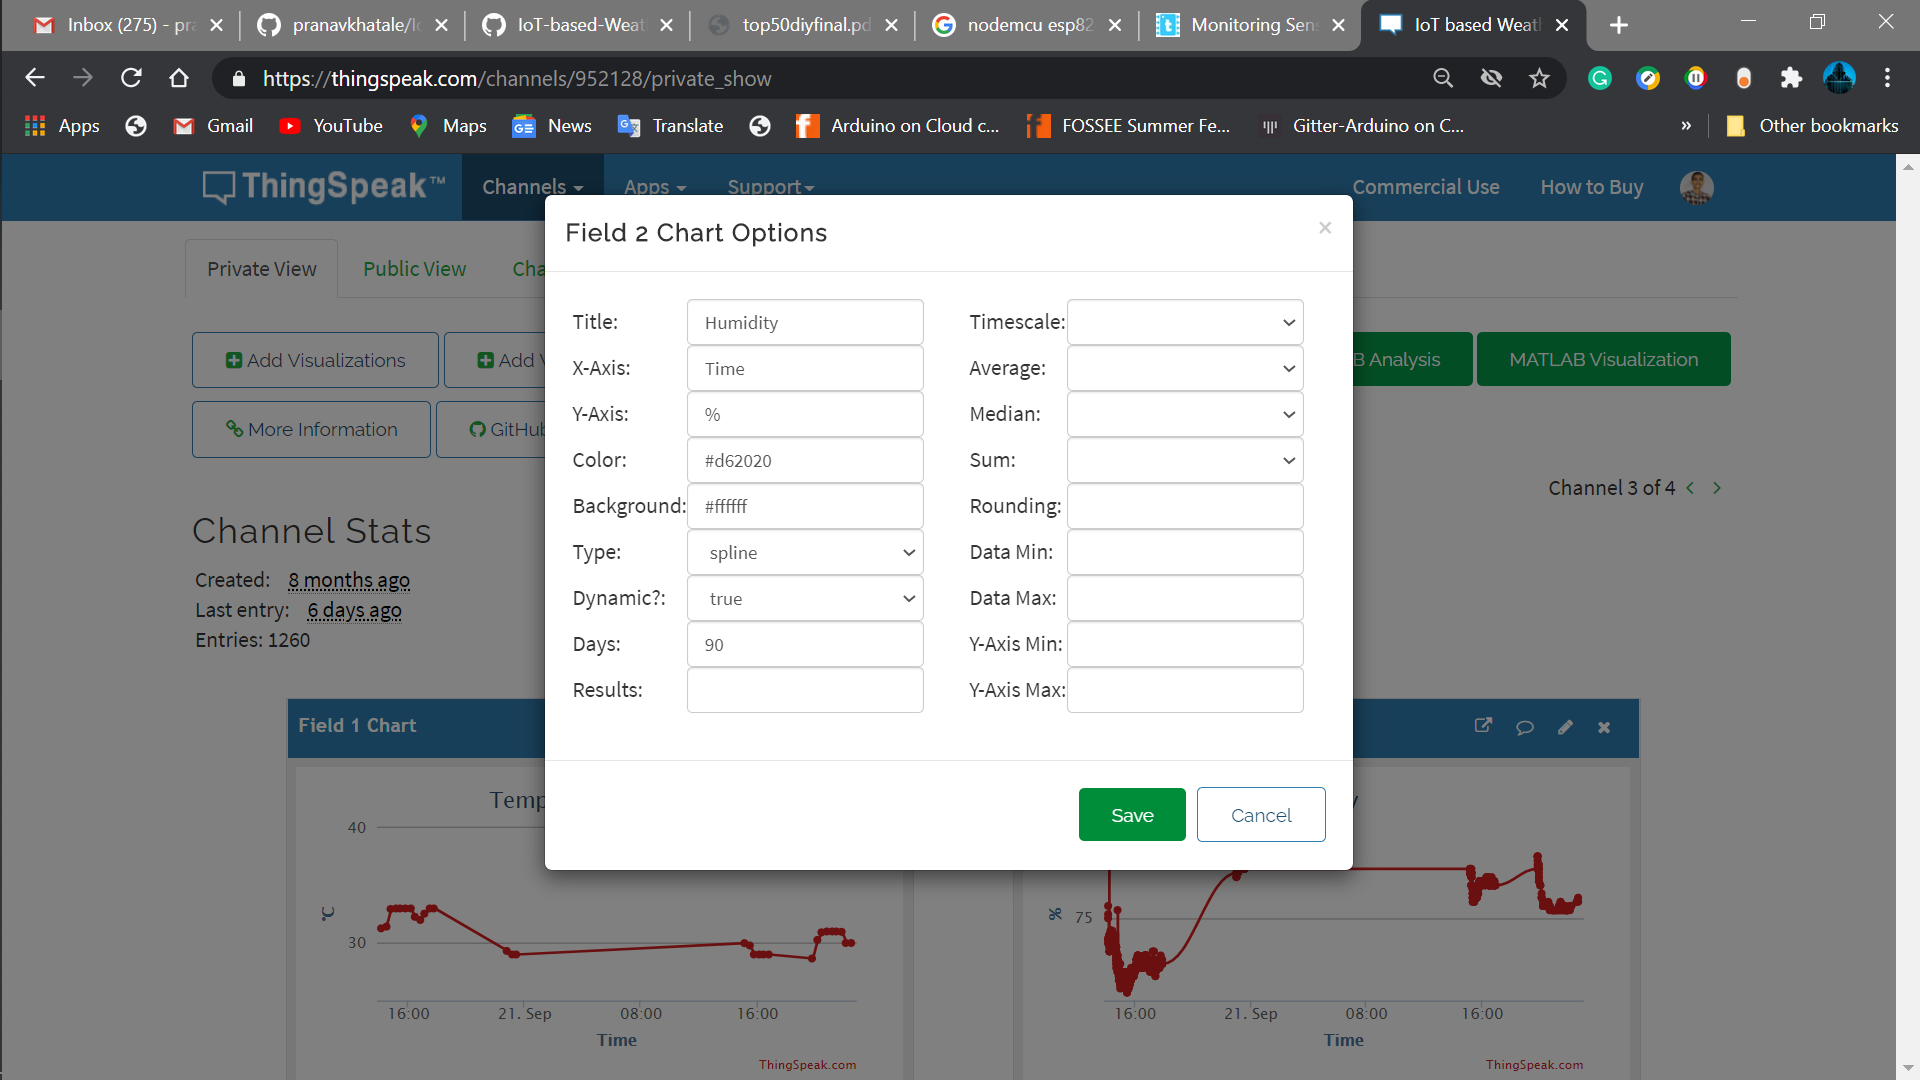 Inbox (275) - pra
pranavkhatale/Io
IoT-based-Weat
top50diyfinal.pd
nodemcu esp82
Monitoring Sens
IoT based Weath
https://thingspeak.com/channels/952128/private_show
Apps
Gmail
YouTube
Maps
News
Translate
Arduino on Cloud c...
FOSSEE Summer Fe...
Gitter-Arduino on C...
»
Other bookmarks
ThingSpeak™
Channels
Apps
Support
Commercial Use
How to Buy
Private View
Public View
Cha
Add Visualizations
Add
B Analysis
MATLAB Visualization
More Information
GitHub
Channel 3 of 4
Channel Stats
Created: 8 months ago
Last entry: 6 days ago
Entries: 1260
Field 2 Chart Options
×
Title: Humidity
X-Axis: Time
Y-Axis: %
Color: #d62020
Background: #ffffff
Type: spline
Dynamic?: true
Days: 90
Results:
Timescale:
Average:
Median:
Sum:
Rounding:
Data Min:
Data Max:
Y-Axis Min:
Y-Axis Max:
Save
Cancel
Field 1 Chart
Temp
40
30
°C
16:00 21. Sep 08:00 16:00
Time
ThingSpeak.com
y
%
75
16:00 21. Sep 08:00 16:00
Time
ThingSpeak.com